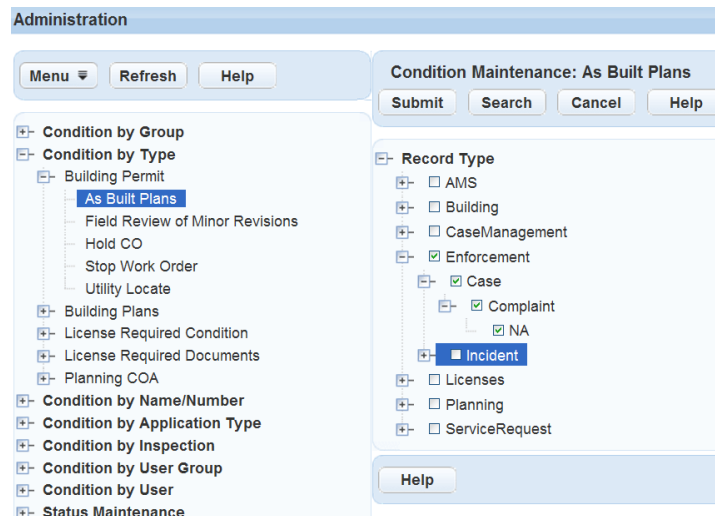 Administration
Menu Refresh Help
Condition by Group
Condition by Type
Building Permit
As Built Plans
Field Review of Minor Revisions
Hold CO
Stop Work Order
Utility Locate
Building Plans
License Required Condition
License Required Documents
Planning COA
Condition by Name/Number
Condition by Application Type
Condition by Inspection
Condition by User Group
Condition by User
Status Maintenance
Condition Maintenance: As Built Plans
Submit Search Cancel Help
Record Type
AMS
Building
CaseManagement
Enforcement
Case
Complaint
NA
Incident
Licenses
Planning
ServiceRequest
Help